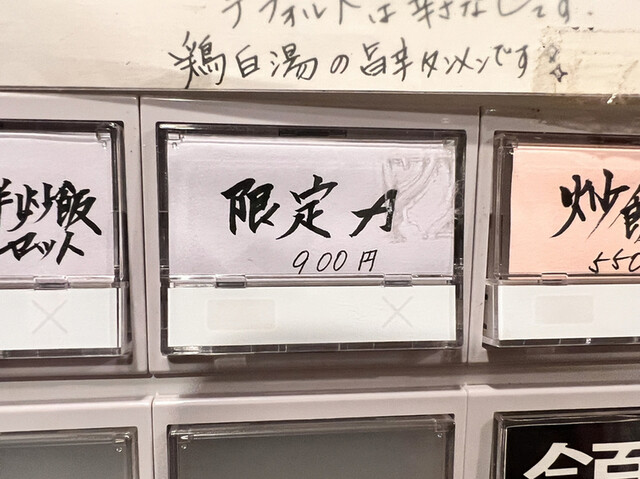 デフォルトは辛さなしです.
鶏白湯の旨辛タンメンです
半炒飯
セット
限定 A
900円
炒飯
550